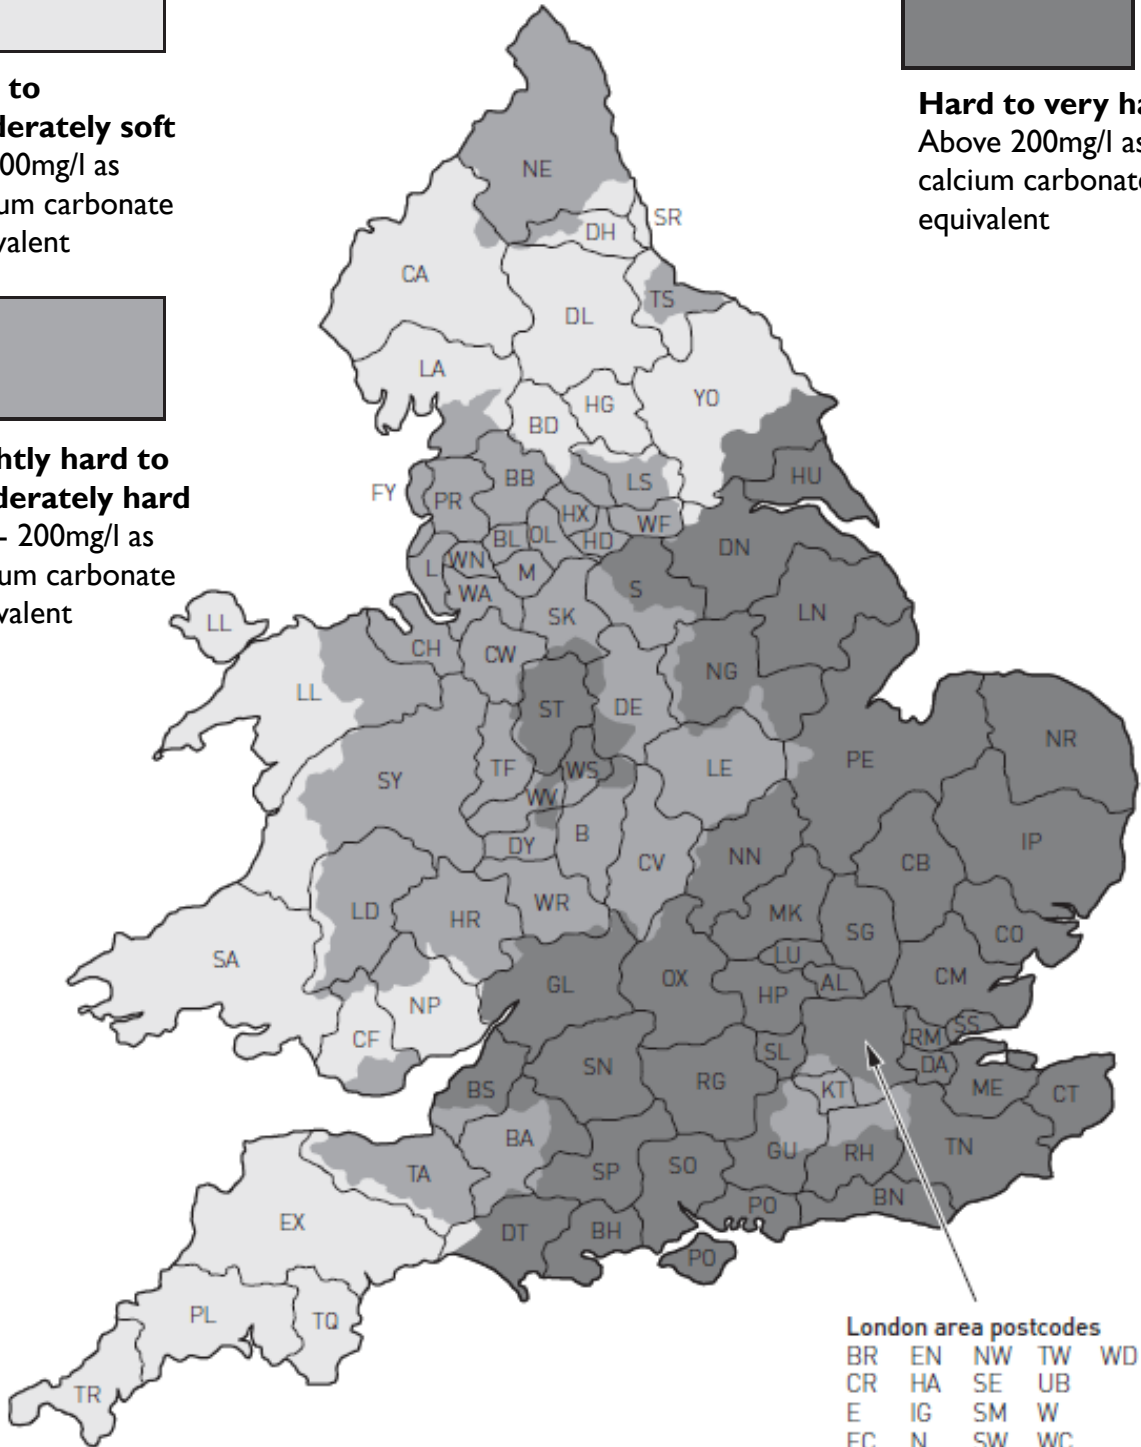 to
derately soft
00mg/l as
um carbonate
valent
Hard to very ha
Above 200mg/l as
calcium carbonate
equivalent
htly hard to
derately hard
- 200mg/l as
um carbonate
valent
NE
SR
DH
CA
TS
DL
LA
YO
HG
BD
HU
BB
LS
FY
PR
HX
WF
OL
BL
HD
DN
WN
L
M
S
WA
LN
SK
LL
CH
CW
NG
LL
ST
DE
NR
PE
TF
WS
LE
SY
WV
B
IP
DY
NN
CB
CV
WR
LD
MK
HR
SG
CO
LU
SA
CM
OX
AL
GL
HP
NP
SS
RM
CF
SL
DA
SN
RG
ME
KT
BS
CT
BA
TN
GU
RH
SO
SP
TA
BN
PO
EX
BH
DT
PO
PL
TQ
TR
London area postcodes
BR EN NW TW WD
CR HA SE UB
E IG SM W
EC N SW WC